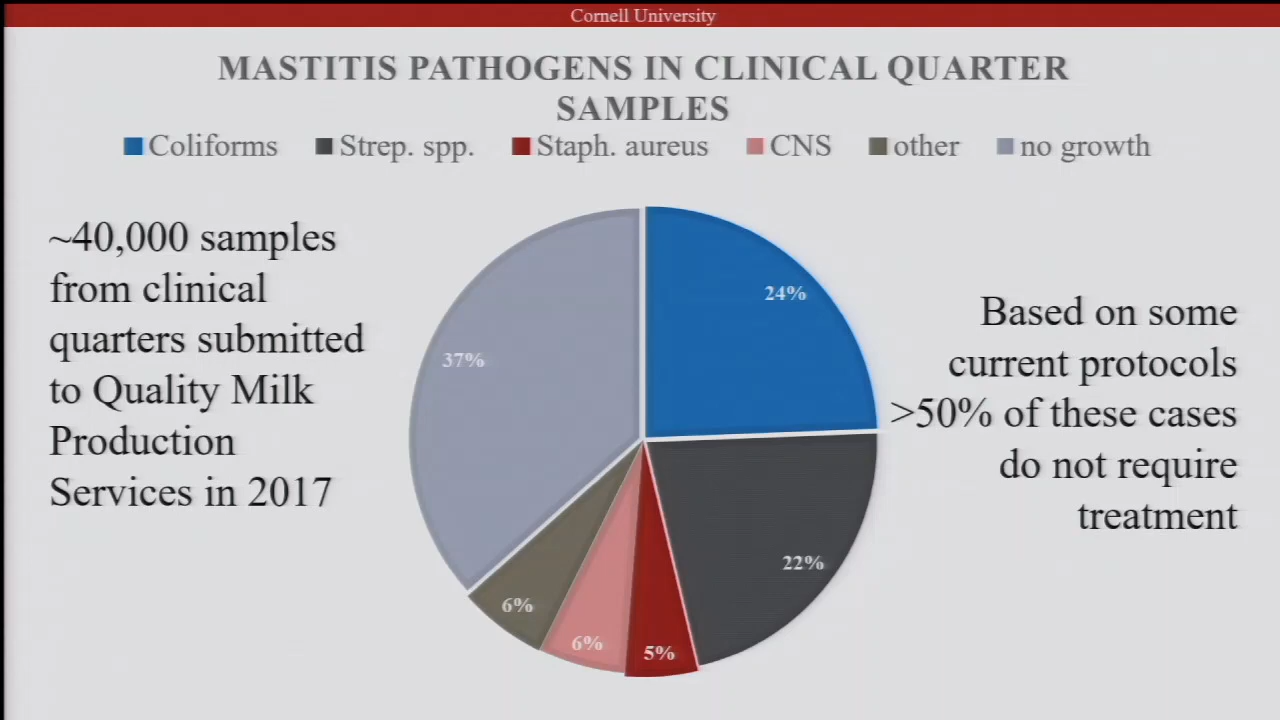 Cornell University
MASTITIS PATHOGENS IN CLINICAL QUARTER
SAMPLES
Coliforms Strep. spp. Staph. aureus CNS other no growth
~40,000 samples
from clinical
quarters submitted
to Quality Milk
Production
Services in 2017
37%
24%
22%
6%
6%
5%
Based on some
current protocols
>50% of these cases
do not require
treatment